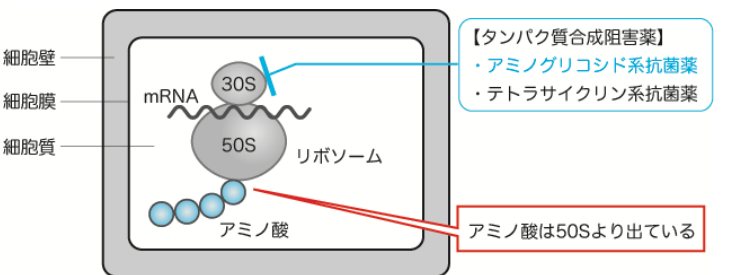 細胞壁
細胞膜
細胞質
mRNA
30S
50S
リボソーム
アミノ酸
【タンパク質合成阻害薬】
・アミノグリコシド系抗菌薬
・テトラサイクリン系抗菌薬
アミノ酸は50Sより出ている